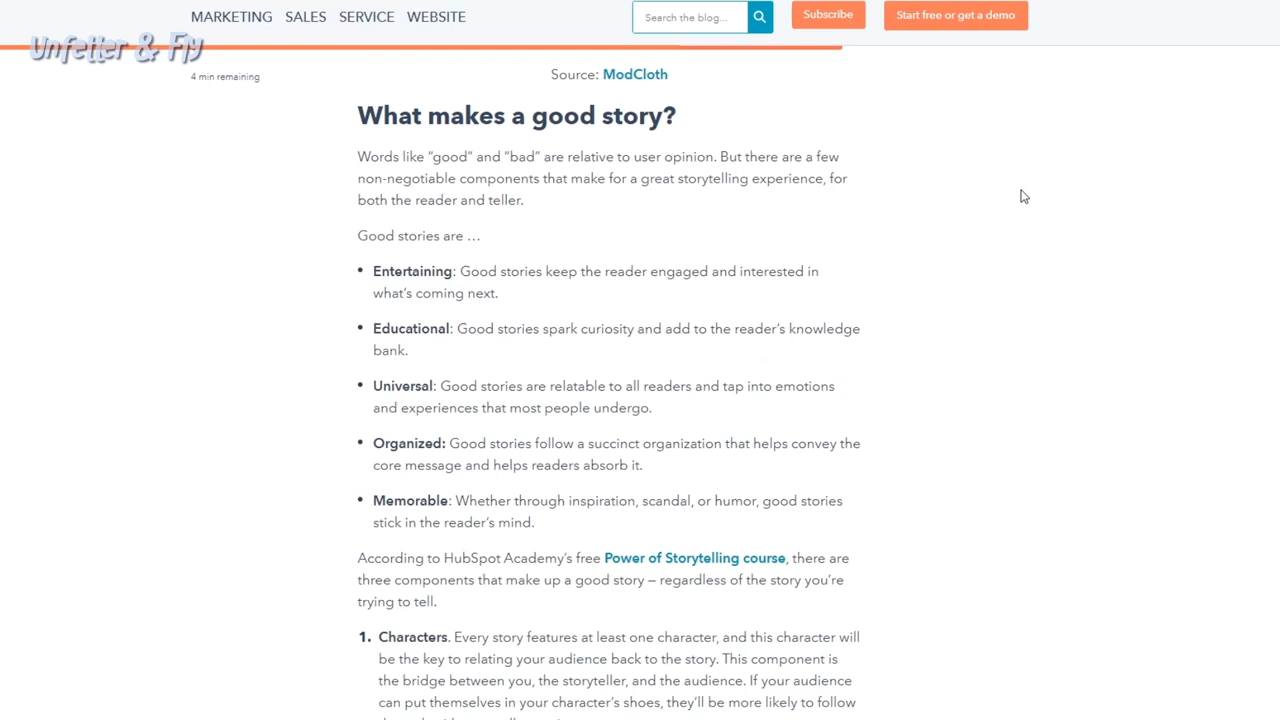 MARKETING SALES SERVICE WEBSITE
Search the blog...
Subscribe
Start free or get a demo
Unfetter & Fly
4 min remaining
Source: ModCloth
What makes a good story?
Words like “good” and “bad” are relative to user opinion. But there are a few
non-negotiable components that make for a great storytelling experience, for
both the reader and teller.
Good stories are …
• Entertaining: Good stories keep the reader engaged and interested in
what’s coming next.
• Educational: Good stories spark curiosity and add to the reader’s knowledge
bank.
• Universal: Good stories are relatable to all readers and tap into emotions
and experiences that most people undergo.
• Organized: Good stories follow a succinct organization that helps convey the
core message and helps readers absorb it.
• Memorable: Whether through inspiration, scandal, or humor, good stories
stick in the reader’s mind.
According to HubSpot Academy’s free Power of Storytelling course, there are
three components that make up a good story – regardless of the story you’re
trying to tell.
1. Characters. Every story features at least one character, and this character will
be the key to relating your audience back to the story. This component is
the bridge between you, the storyteller, and the audience. If your audience
can put themselves in your character’s shoes, they’ll be more likely to follow